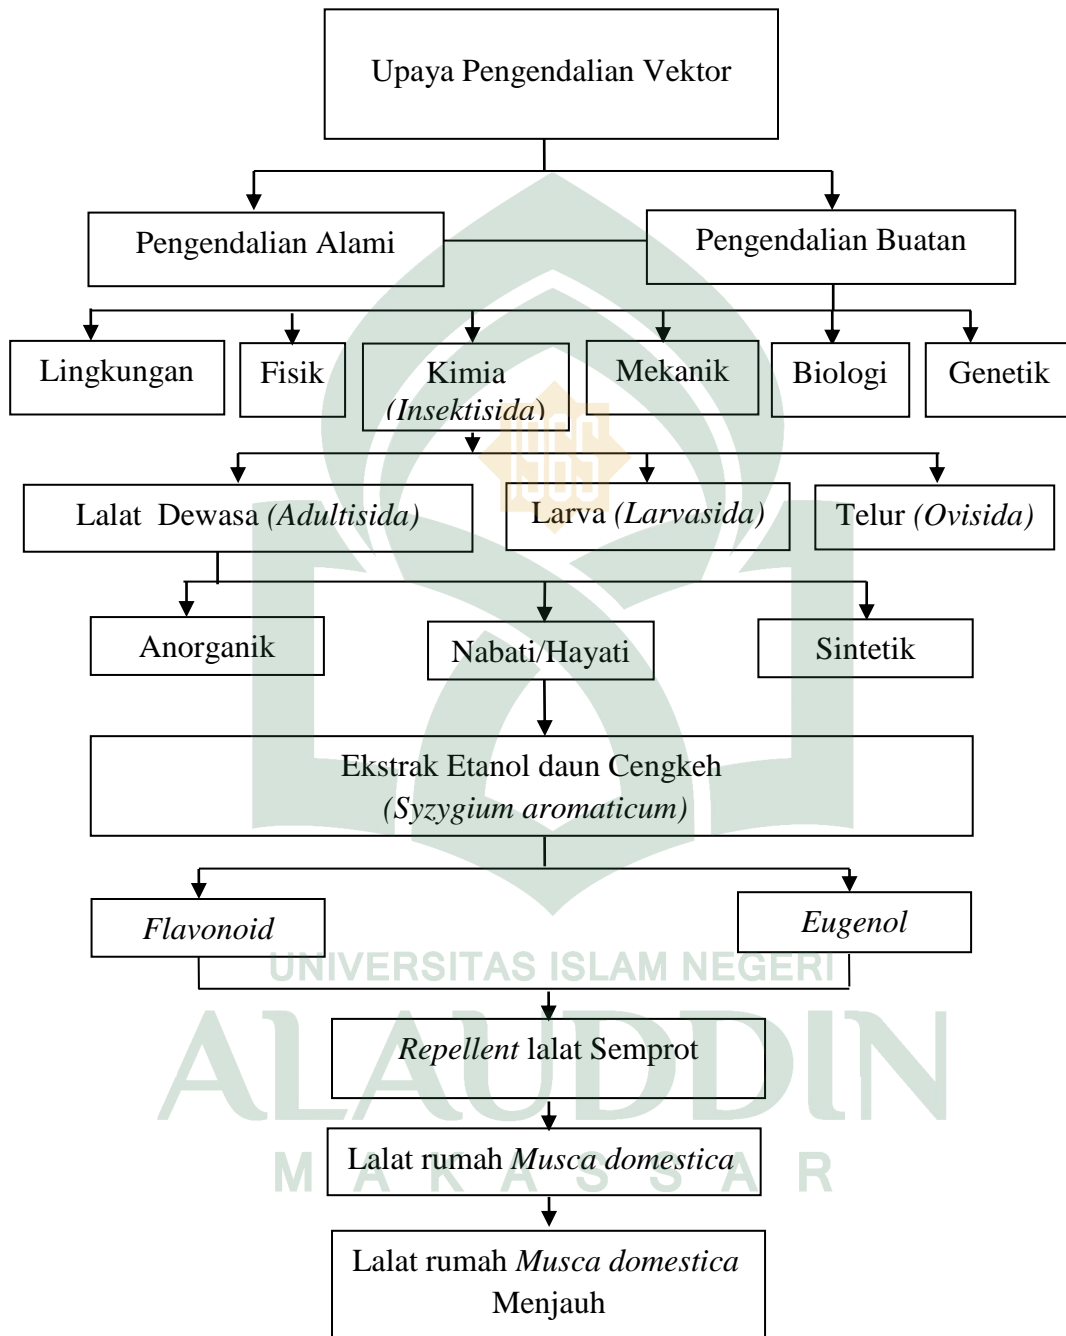 Upaya Pengendalian Vektor
Pengendalian Alami
Pengendalian Buatan
Lingkungan
Fisik
Kimia
(Insektisida)
Mekanik
Biologi
Genetik
Lalat Dewasa (Adultisida)
Larva (Larvasida)
Telur (Ovisida)
Anorganik
Nabati/Hayati
Sintetik
Ekstrak Etanol daun Cengkeh
(Syzygium aromaticum)
Flavonoid
Eugenol
UNIVERSITAS ISLAM NEGERI
ALAUDDIN
Repellent lalat Semprot
Lalat rumah Musca domestica
MAKASSAR
Lalat rumah Musca domestica
Menjauh